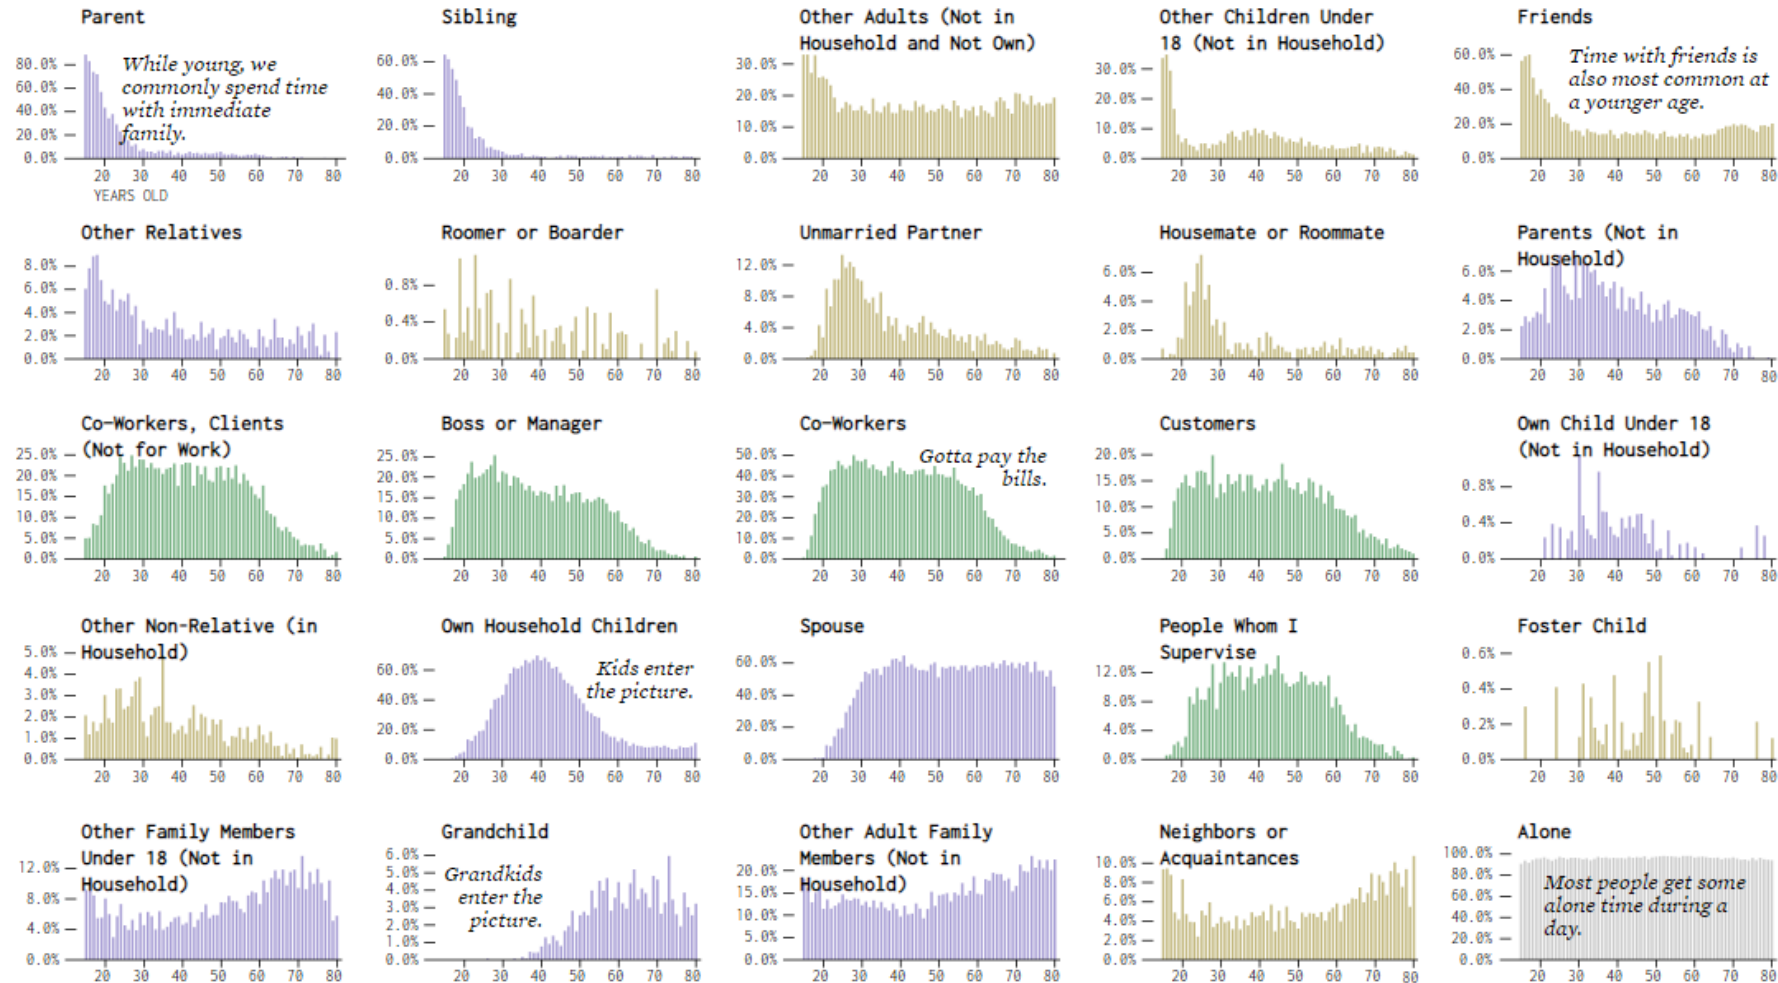 Parent
80.0%
60.0%
40.0%
20.0%
0.0%
While young, we
commonly spend time
with immediate
family.
20 30 40 50 60 70 80
YEARS OLD
Sibling
60.0%
40.0%
20.0%
0.0%
20 30 40 50 60 70 80
Other Adults (Not in
Household and Not Own)
30.0%
20.0%
10.0%
0.0%
20 30 40 50 60 70 80
Other Children Under
18 (Not in Household)
30.0%
20.0%
10.0%
0.0%
20 30 40 50 60 70 80
Friends
60.0%
40.0%
20.0%
0.0%
Time with friends is
also most common at
a younger age.
20 30 40 50 60 70 80
Other Relatives
8.0%
6.0%
4.0%
2.0%
0.0%
20 30 40 50 60 70 80
Roomer or Boarder
0.8%
0.4%
0.0%
20 30 40 50 60 70 80
Unmarried Partner
12.0%
8.0%
4.0%
0.0%
20 30 40 50 60 70 80
Housemate or Roommate
6.0%
4.0%
2.0%
0.0%
20 30 40 50 60 70 80
Parents (Not in
Household)
6.0%
4.0%
2.0%
0.0%
20 30 40 50 60 70 80
Co-Workers, Clients
(Not for Work)
25.0%
20.0%
15.0%
10.0%
5.0%
0.0%
20 30 40 50 60 70 80
Boss or Manager
25.0%
20.0%
15.0%
10.0%
5.0%
0.0%
20 30 40 50 60 70 80
Co-Workers
50.0%
40.0%
30.0%
20.0%
10.0%
0.0%
Gotta pay the
bills.
20 30 40 50 60 70 80
Customers
20.0%
15.0%
10.0%
5.0%
0.0%
20 30 40 50 60 70 80
Own Child Under 18
(Not in Household)
0.8%
0.4%
0.0%
20 30 40 50 60 70 80
Other Non-Relative (in
Household)
5.0%
4.0%
3.0%
2.0%
1.0%
0.0%
20 30 40 50 60 70 80
Own Household Children
60.0%
40.0%
20.0%
0.0%
Kids enter
the picture.
20 30 40 50 60 70 80
Spouse
60.0%
40.0%
20.0%
0.0%
20 30 40 50 60 70 80
People Whom I
Supervise
12.0%
8.0%
4.0%
0.0%
20 30 40 50 60 70 80
Foster Child
0.6%
0.4%
0.2%
0.0%
20 30 40 50 60 70 80
Other Family Members
Under 18 (Not in
Household)
12.0%
8.0%
4.0%
0.0%
20 30 40 50 60 70 80
Grandchild
6.0%
5.0%
4.0%
3.0%
2.0%
1.0%
0.0%
Grandkids
enter the
picture.
20 30 40 50 60 70 80
Other Adult Family
Members (Not in
Household)
20.0%
15.0%
10.0%
5.0%
0.0%
20 30 40 50 60 70 80
Neighbors or
Acquaintances
10.0%
8.0%
6.0%
4.0%
2.0%
0.0%
20 30 40 50 60 70 80
Alone
100.0%
80.0%
60.0%
40.0%
20.0%
0.0%
Most people get some
alone time during a
day.
20 30 40 50 60 70 80